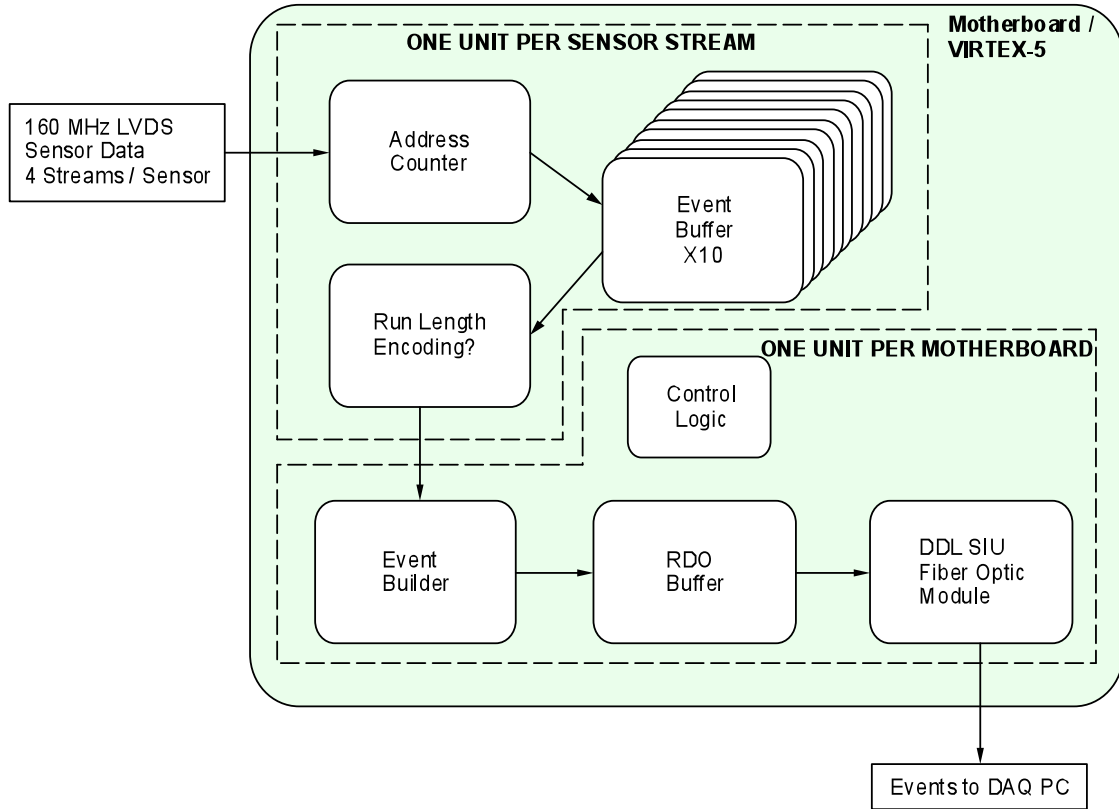 Motherboard /
VIRTEX-5
ONE UNIT PER SENSOR STREAM
160 MHz LVDS
Sensor Data
4 Streams / Sensor
Address
Counter
Event
Buffer
X10
Run Length
Encoding?
ONE UNIT PER MOTHERBOARD
Control
Logic
Event
Builder
RDO
Buffer
DDL SIU
Fiber Optic
Module
Events to DAQ PC